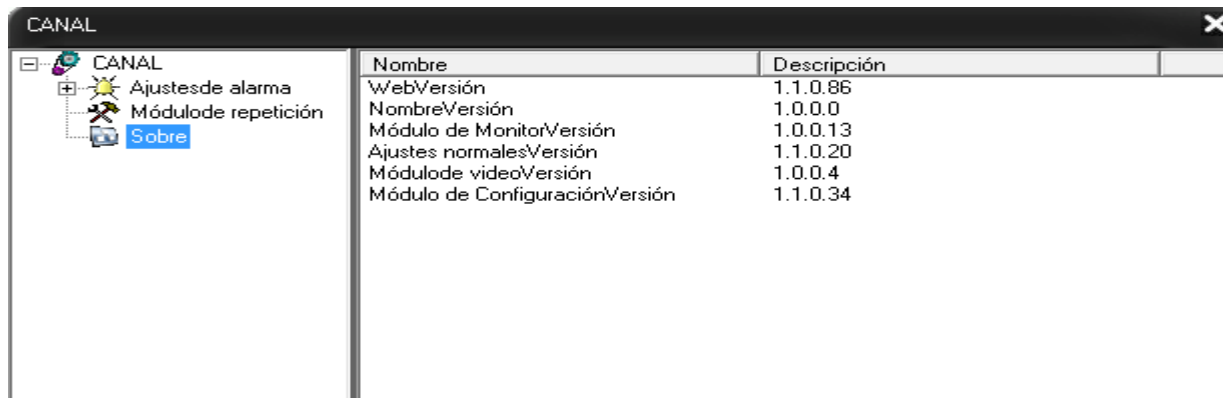 CANAL
CANAL
Ajustesde alarma
Módulode repetición
Sobre
Nombre Descripción
WebVersión 1.1.0.86
NombreVersión 1.0.0.0
Módulo de MonitorVersión 1.0.0.13
Ajustes normalesVersión 1.1.0.20
Módulode videoVersión 1.0.0.4
Módulo de ConfiguraciónVersión 1.1.0.34